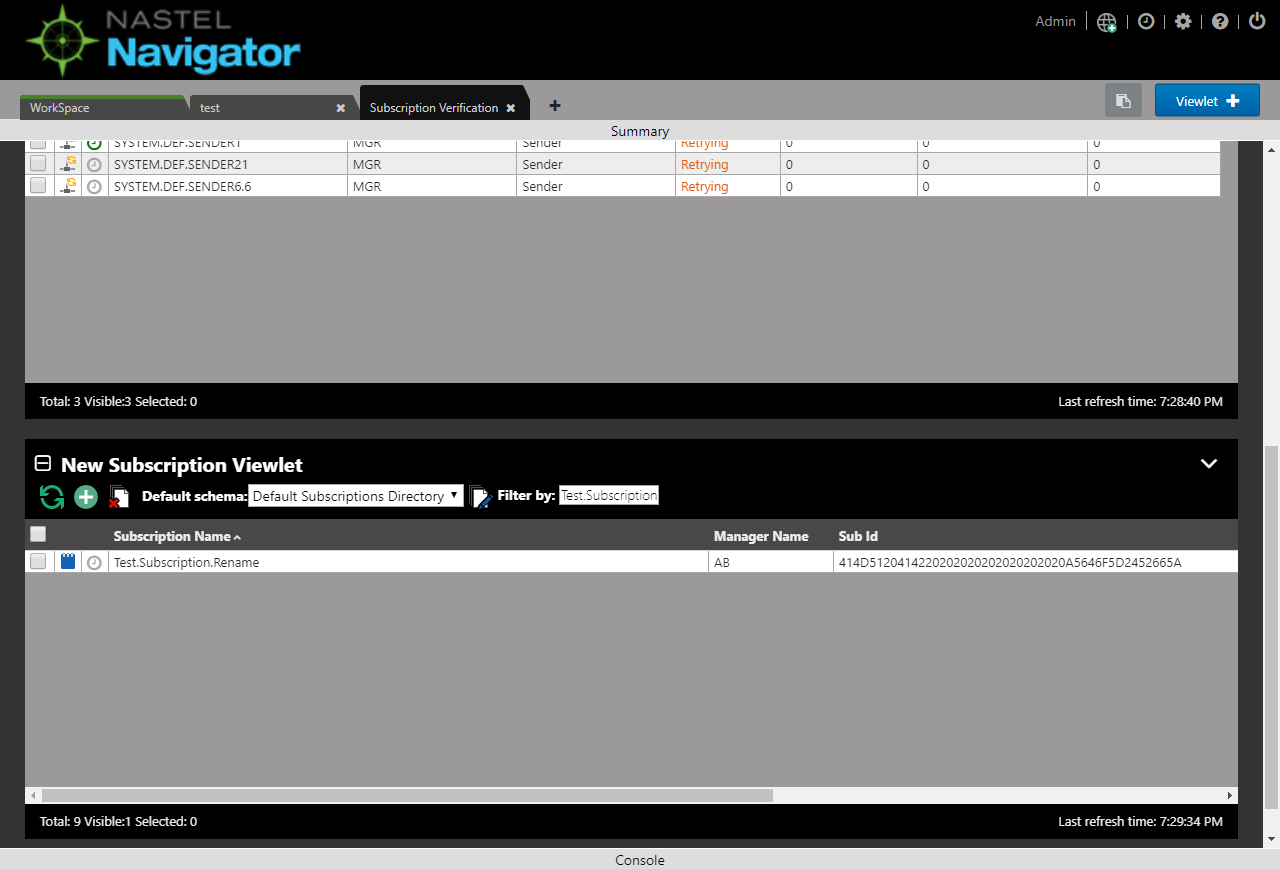 NASTEL
Navigator
Admin
WorkSpace
test
Subscription Verification
Viewlet
Summary
SYSTEM.DEF.SENDER1 MGR Sender Retrying 0 0 0
SYSTEM.DEF.SENDER21 MGR Sender Retrying 0 0 0
SYSTEM.DEF.SENDER6.6 MGR Sender Retrying 0 0 0
Total: 3 Visible:3 Selected: 0 Last refresh time: 7:28:40 PM
New Subscription Viewlet
Default schema: Default Subscriptions Directory Filter by: Test.Subscription
Subscription Name Manager Name Sub Id
Test.Subscription.Rename AB 414D512041422020202020202020202020A5646F5D2452665A
Total: 9 Visible:1 Selected: 0 Last refresh time: 7:29:34 PM
Console